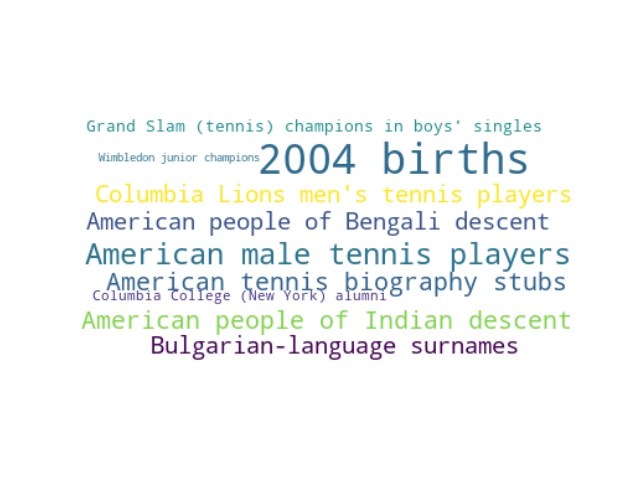 Grand Slam (tennis) champions in boys' singles
Wimbledon junior champions
2004 births
Columbia Lions men's tennis players
American people of Bengali descent
American male tennis players
American tennis biography stubs
Columbia College (New York) alumni
American people of Indian descent
Bulgarian-language surnames